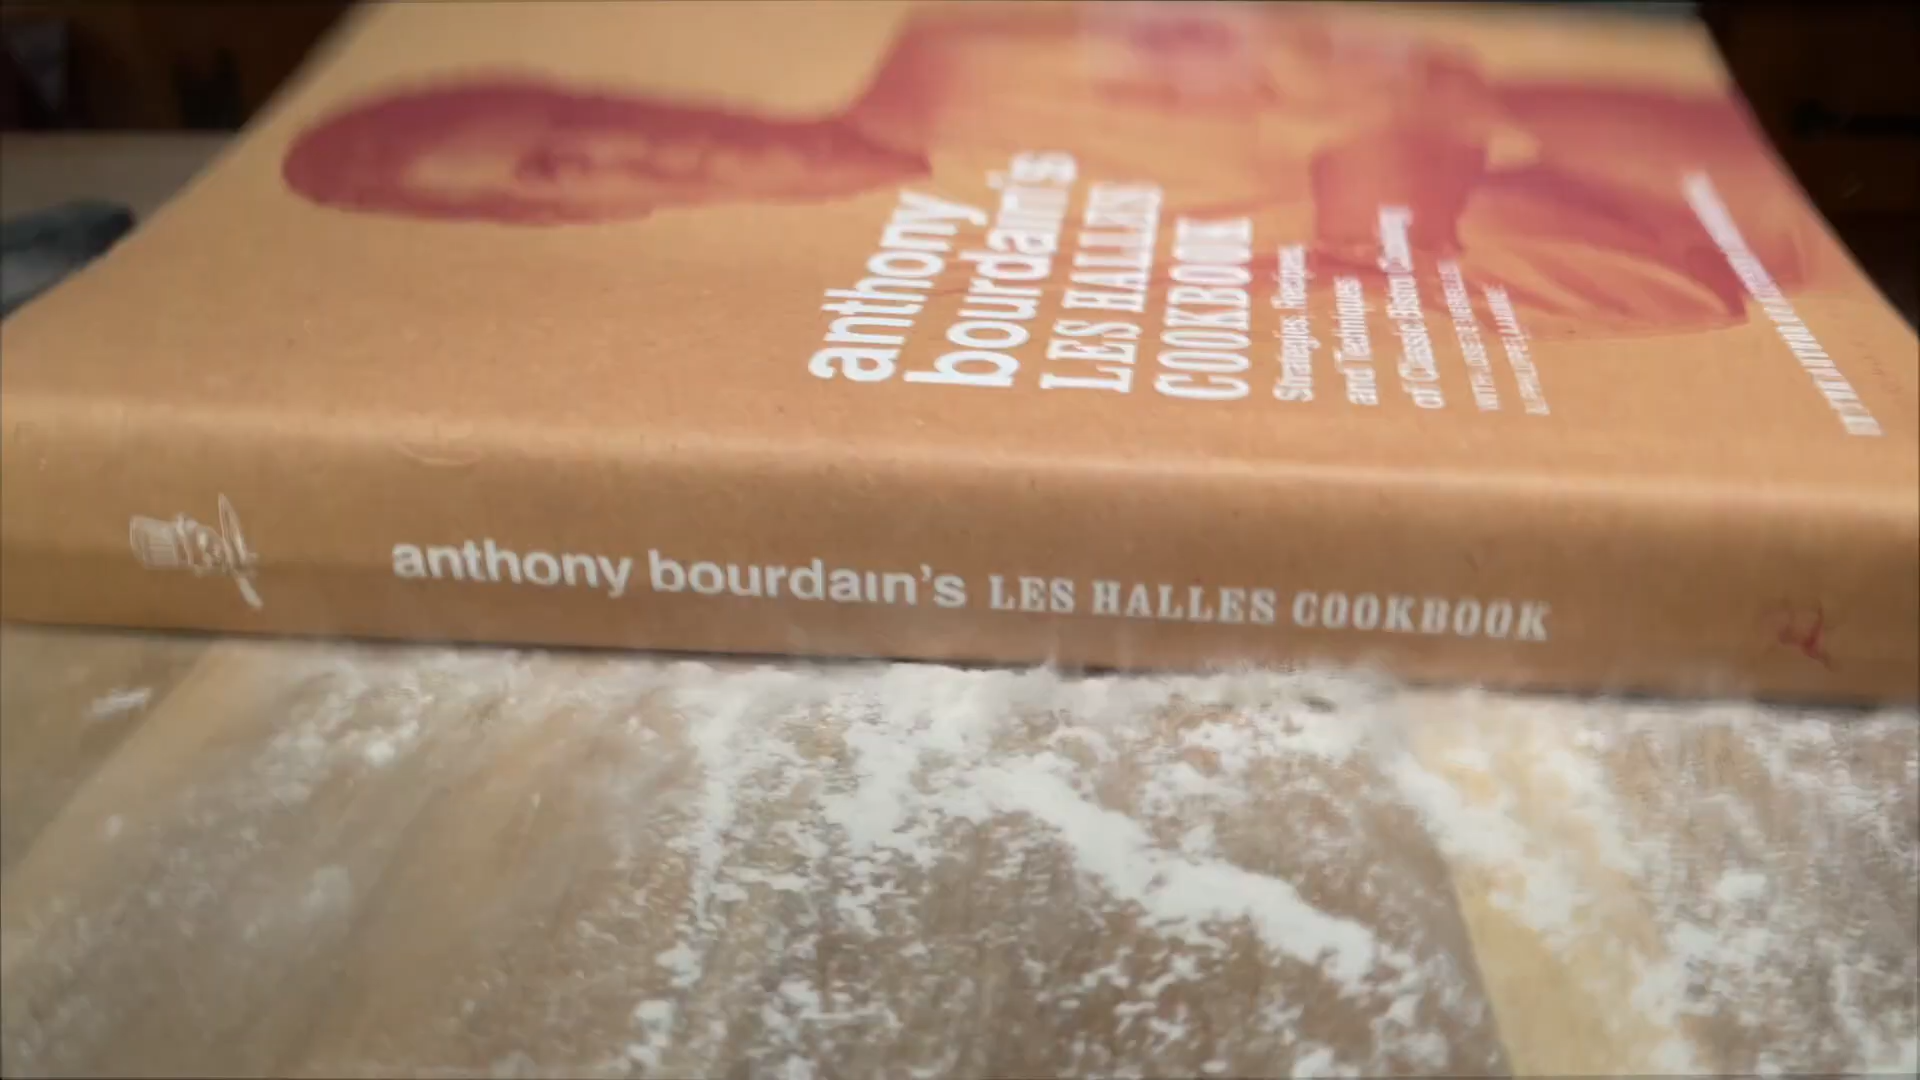 anthony
bourdain's
LES HALLES
COOKBOOK
Strategies, Recipes,
and Techniques
of Classic Bistro Cooking
anthony bourdain's LES HALLES COOKBOOK